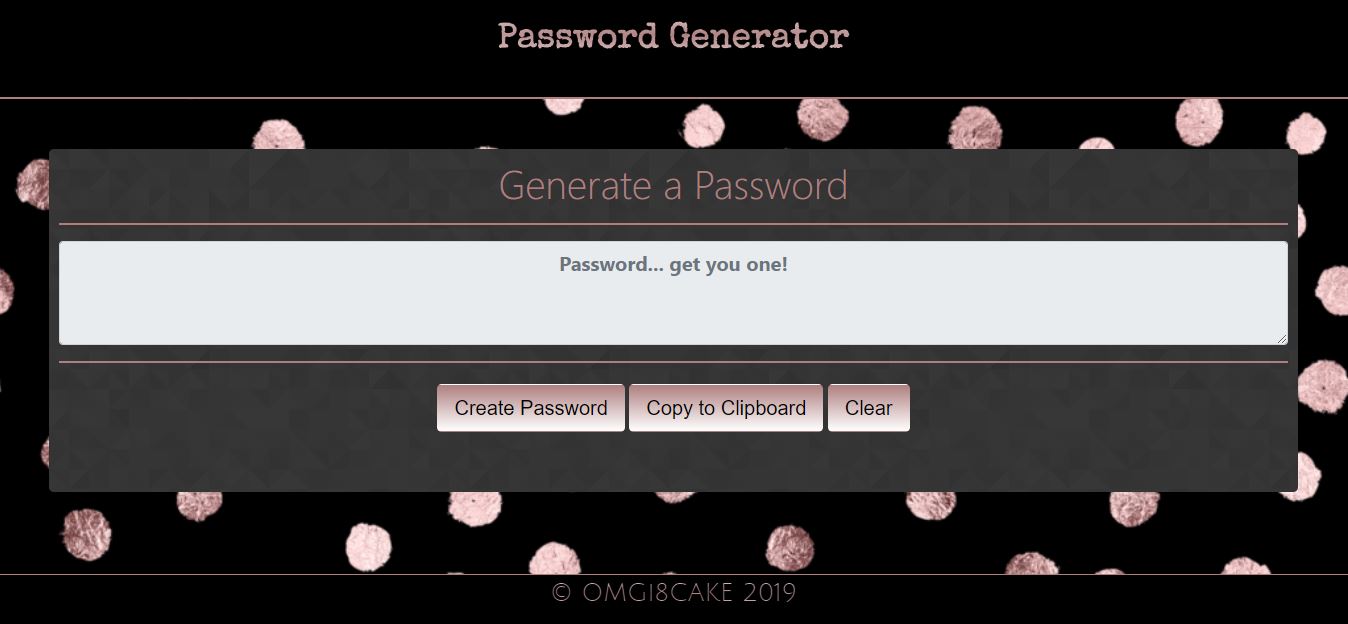 Password Generator
Generate a Password
Password... get you one!
Create Password Copy to Clipboard Clear
© OMGI8CAKE 2019